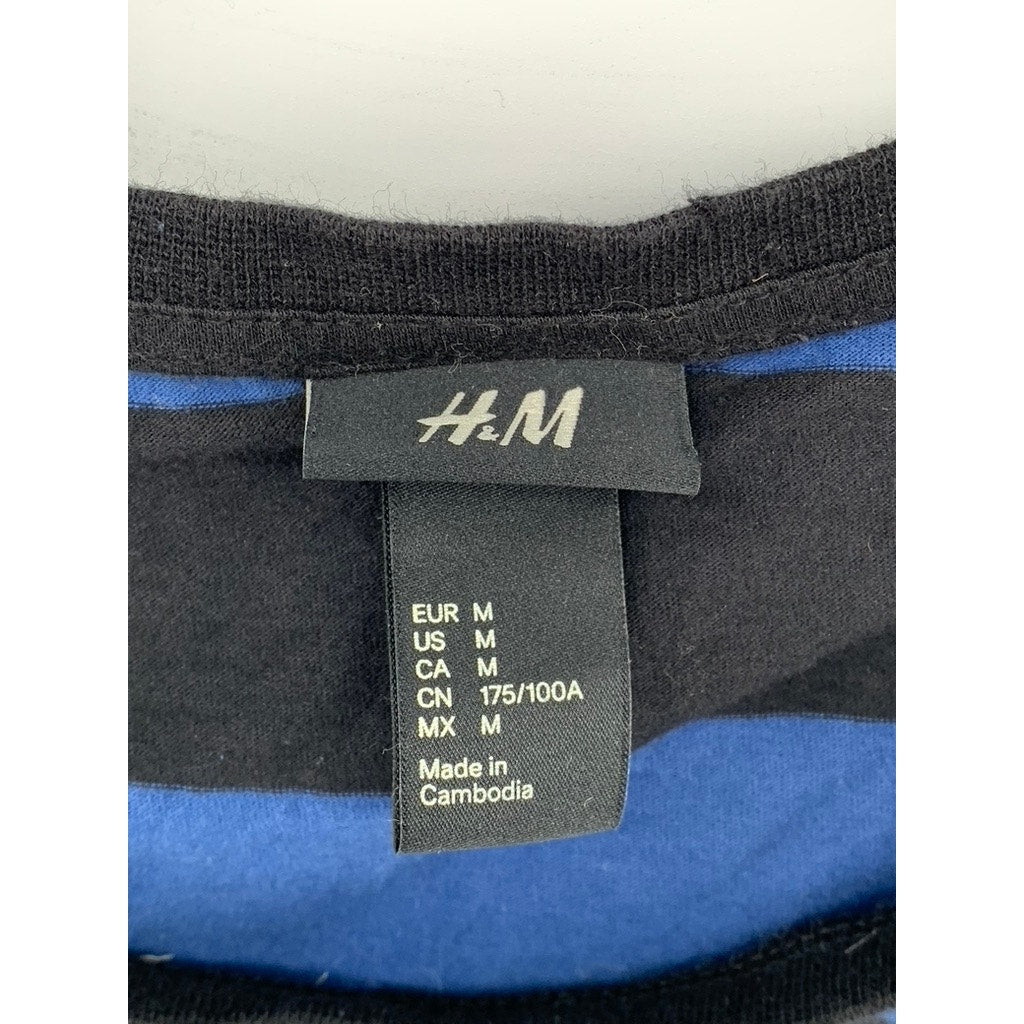 H&M
EUR M
US M
CA M
CN 175/100A
MX M
Made in
Cambodia